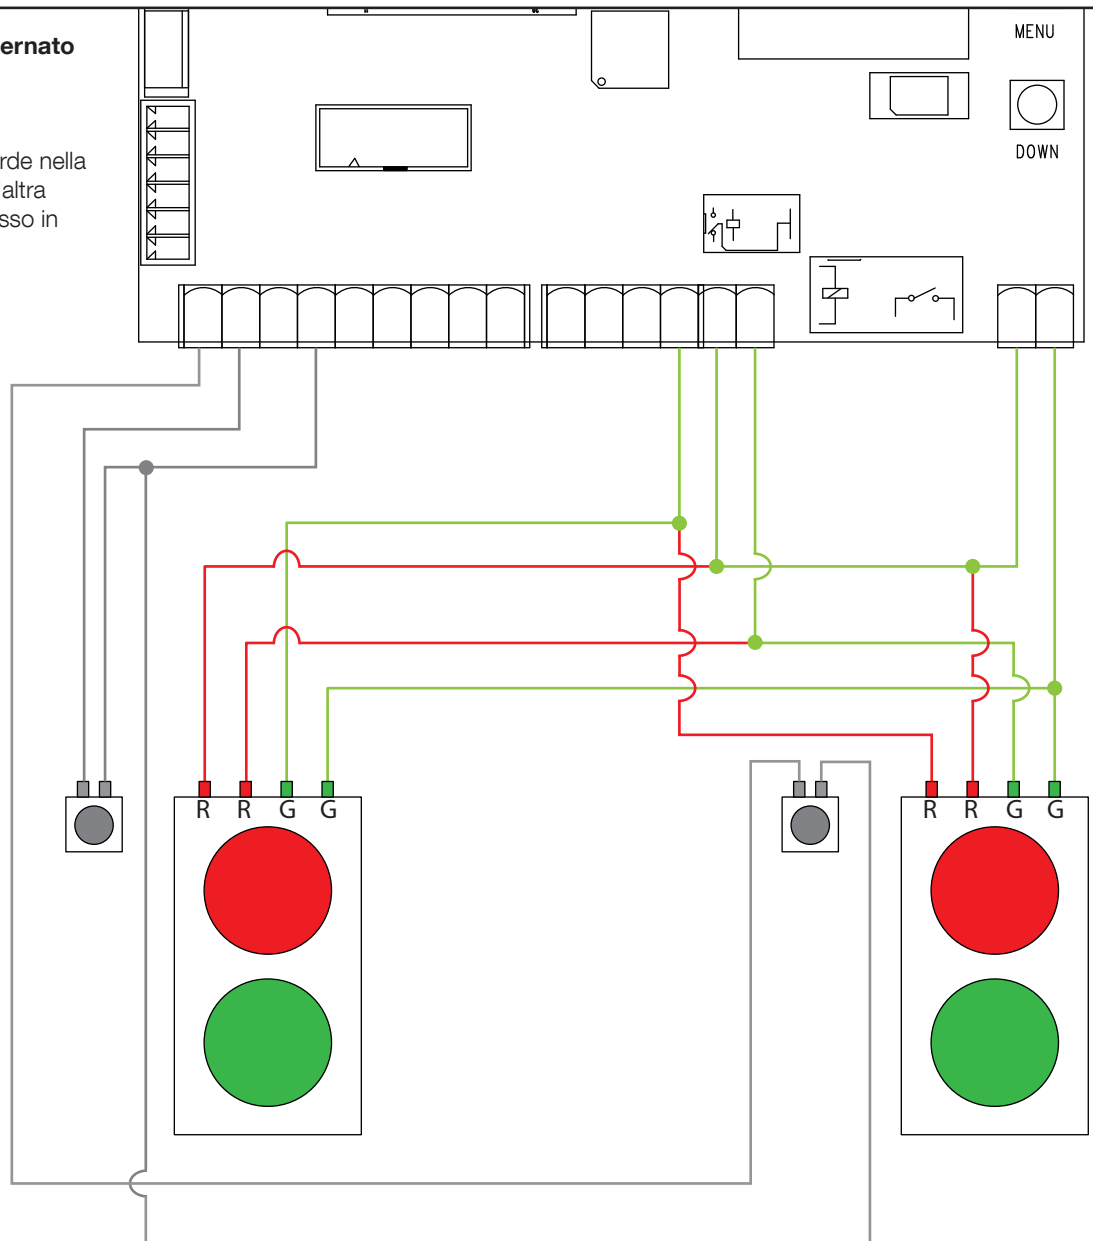 ernato
MENU
DOWN
rde nella
altra
sso in
R R G G
R R G G